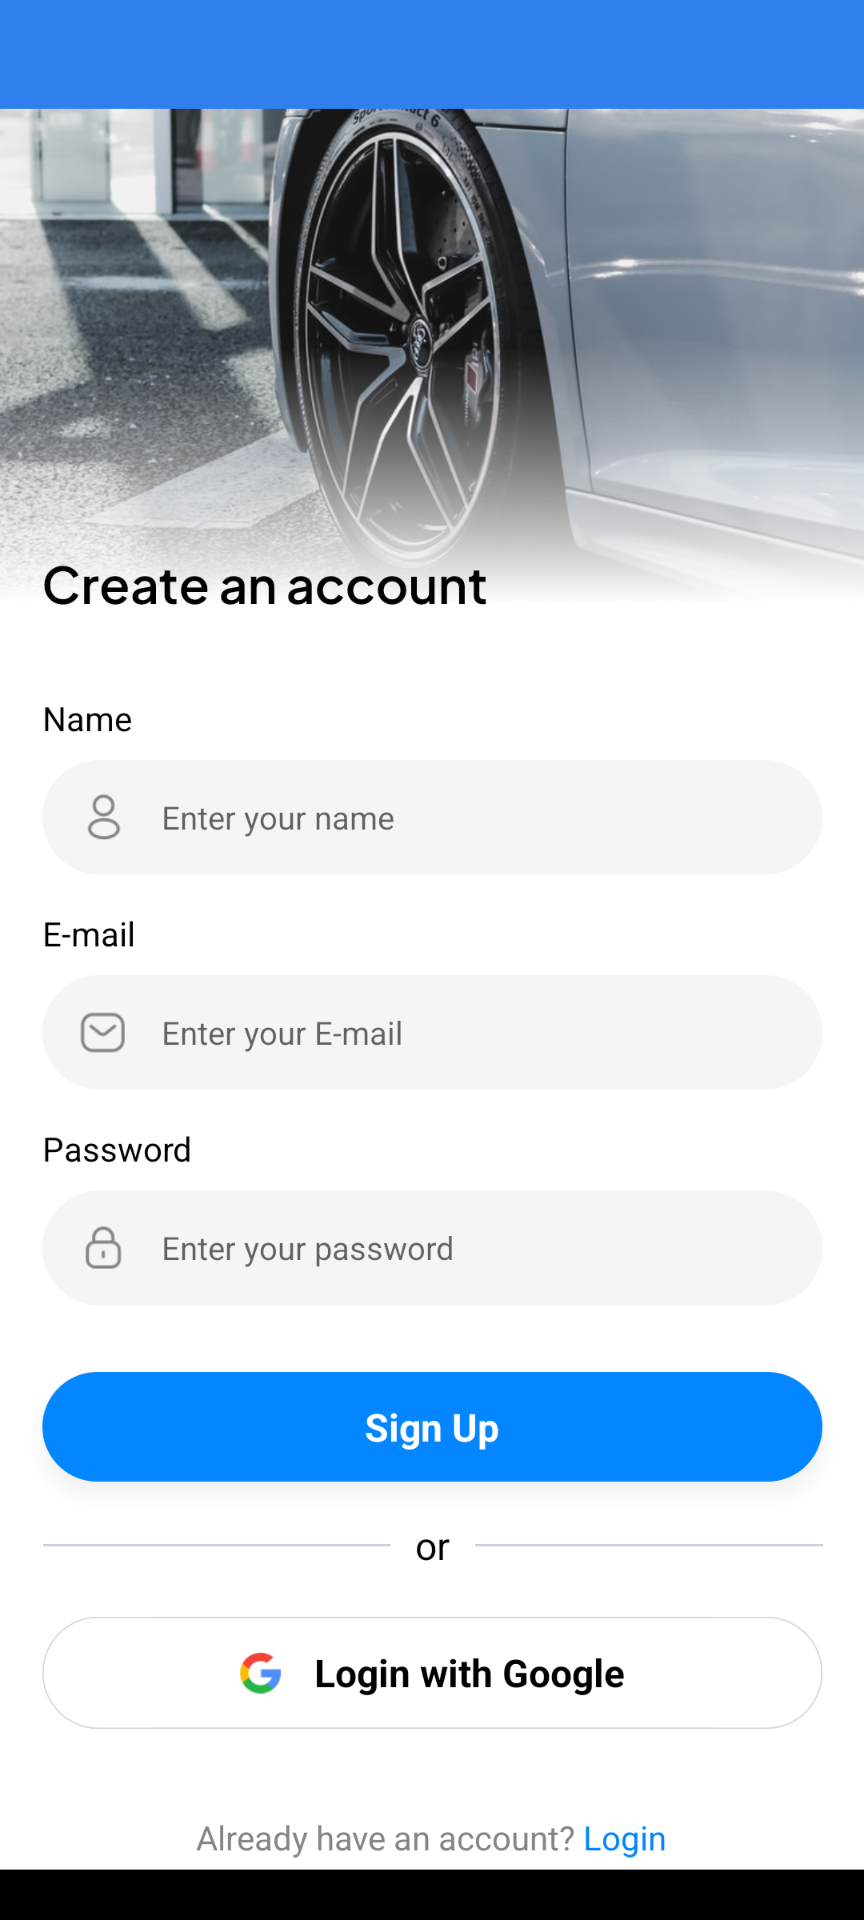 Create an account
Name
Enter your name
E-mail
Enter your E-mail
Password
Enter your password
Sign Up
or
Login with Google
Already have an account? Login